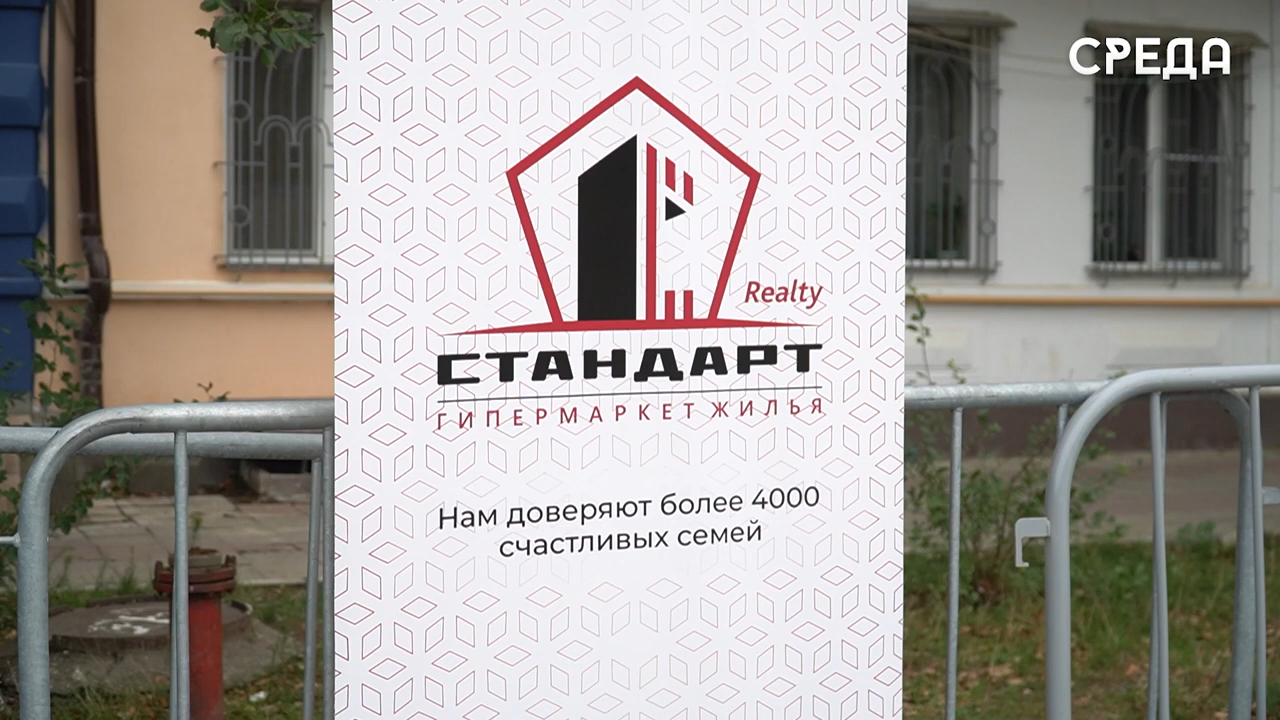 СРЕДА
Realty
СТАНДАРТ
ГИПЕРМАРКЕТ ЖИЛЬЯ
Нам доверяют более 4000
счастливых семей